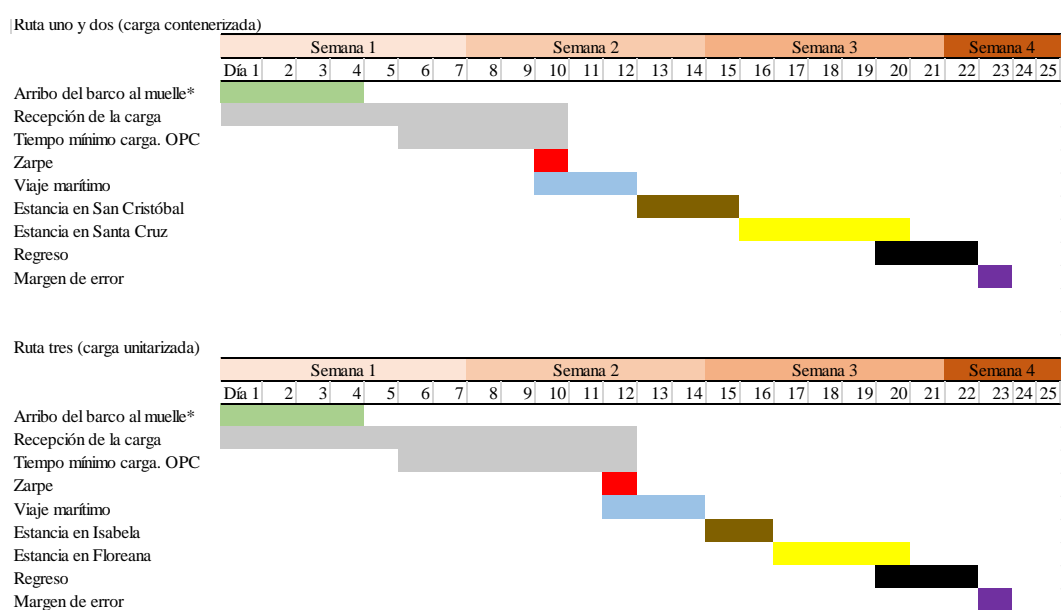 Ruta uno y dos (carga contenerizada)
Semana 1 Semana 2 Semana 3 Semana 4
Día 1 2 3 4 5 6 7 8 9 10 11 12 13 14 15 16 17 18 19 20 21 22 23 24 25
Arribo del barco al muelle*
Recepción de la carga
Tiempo mínimo carga. OPC
Zarpe
Viaje marítimo
Estancia en San Cristóbal
Estancia en Santa Cruz
Regreso
Margen de error
Ruta tres (carga unitarizada)
Semana 1 Semana 2 Semana 3 Semana 4
Día 1 2 3 4 5 6 7 8 9 10 11 12 13 14 15 16 17 18 19 20 21 22 23 24 25
Arribo del barco al muelle*
Recepción de la carga
Tiempo mínimo carga. OPC
Zarpe
Viaje marítimo
Estancia en Isabela
Estancia en Floreana
Regreso
Margen de error